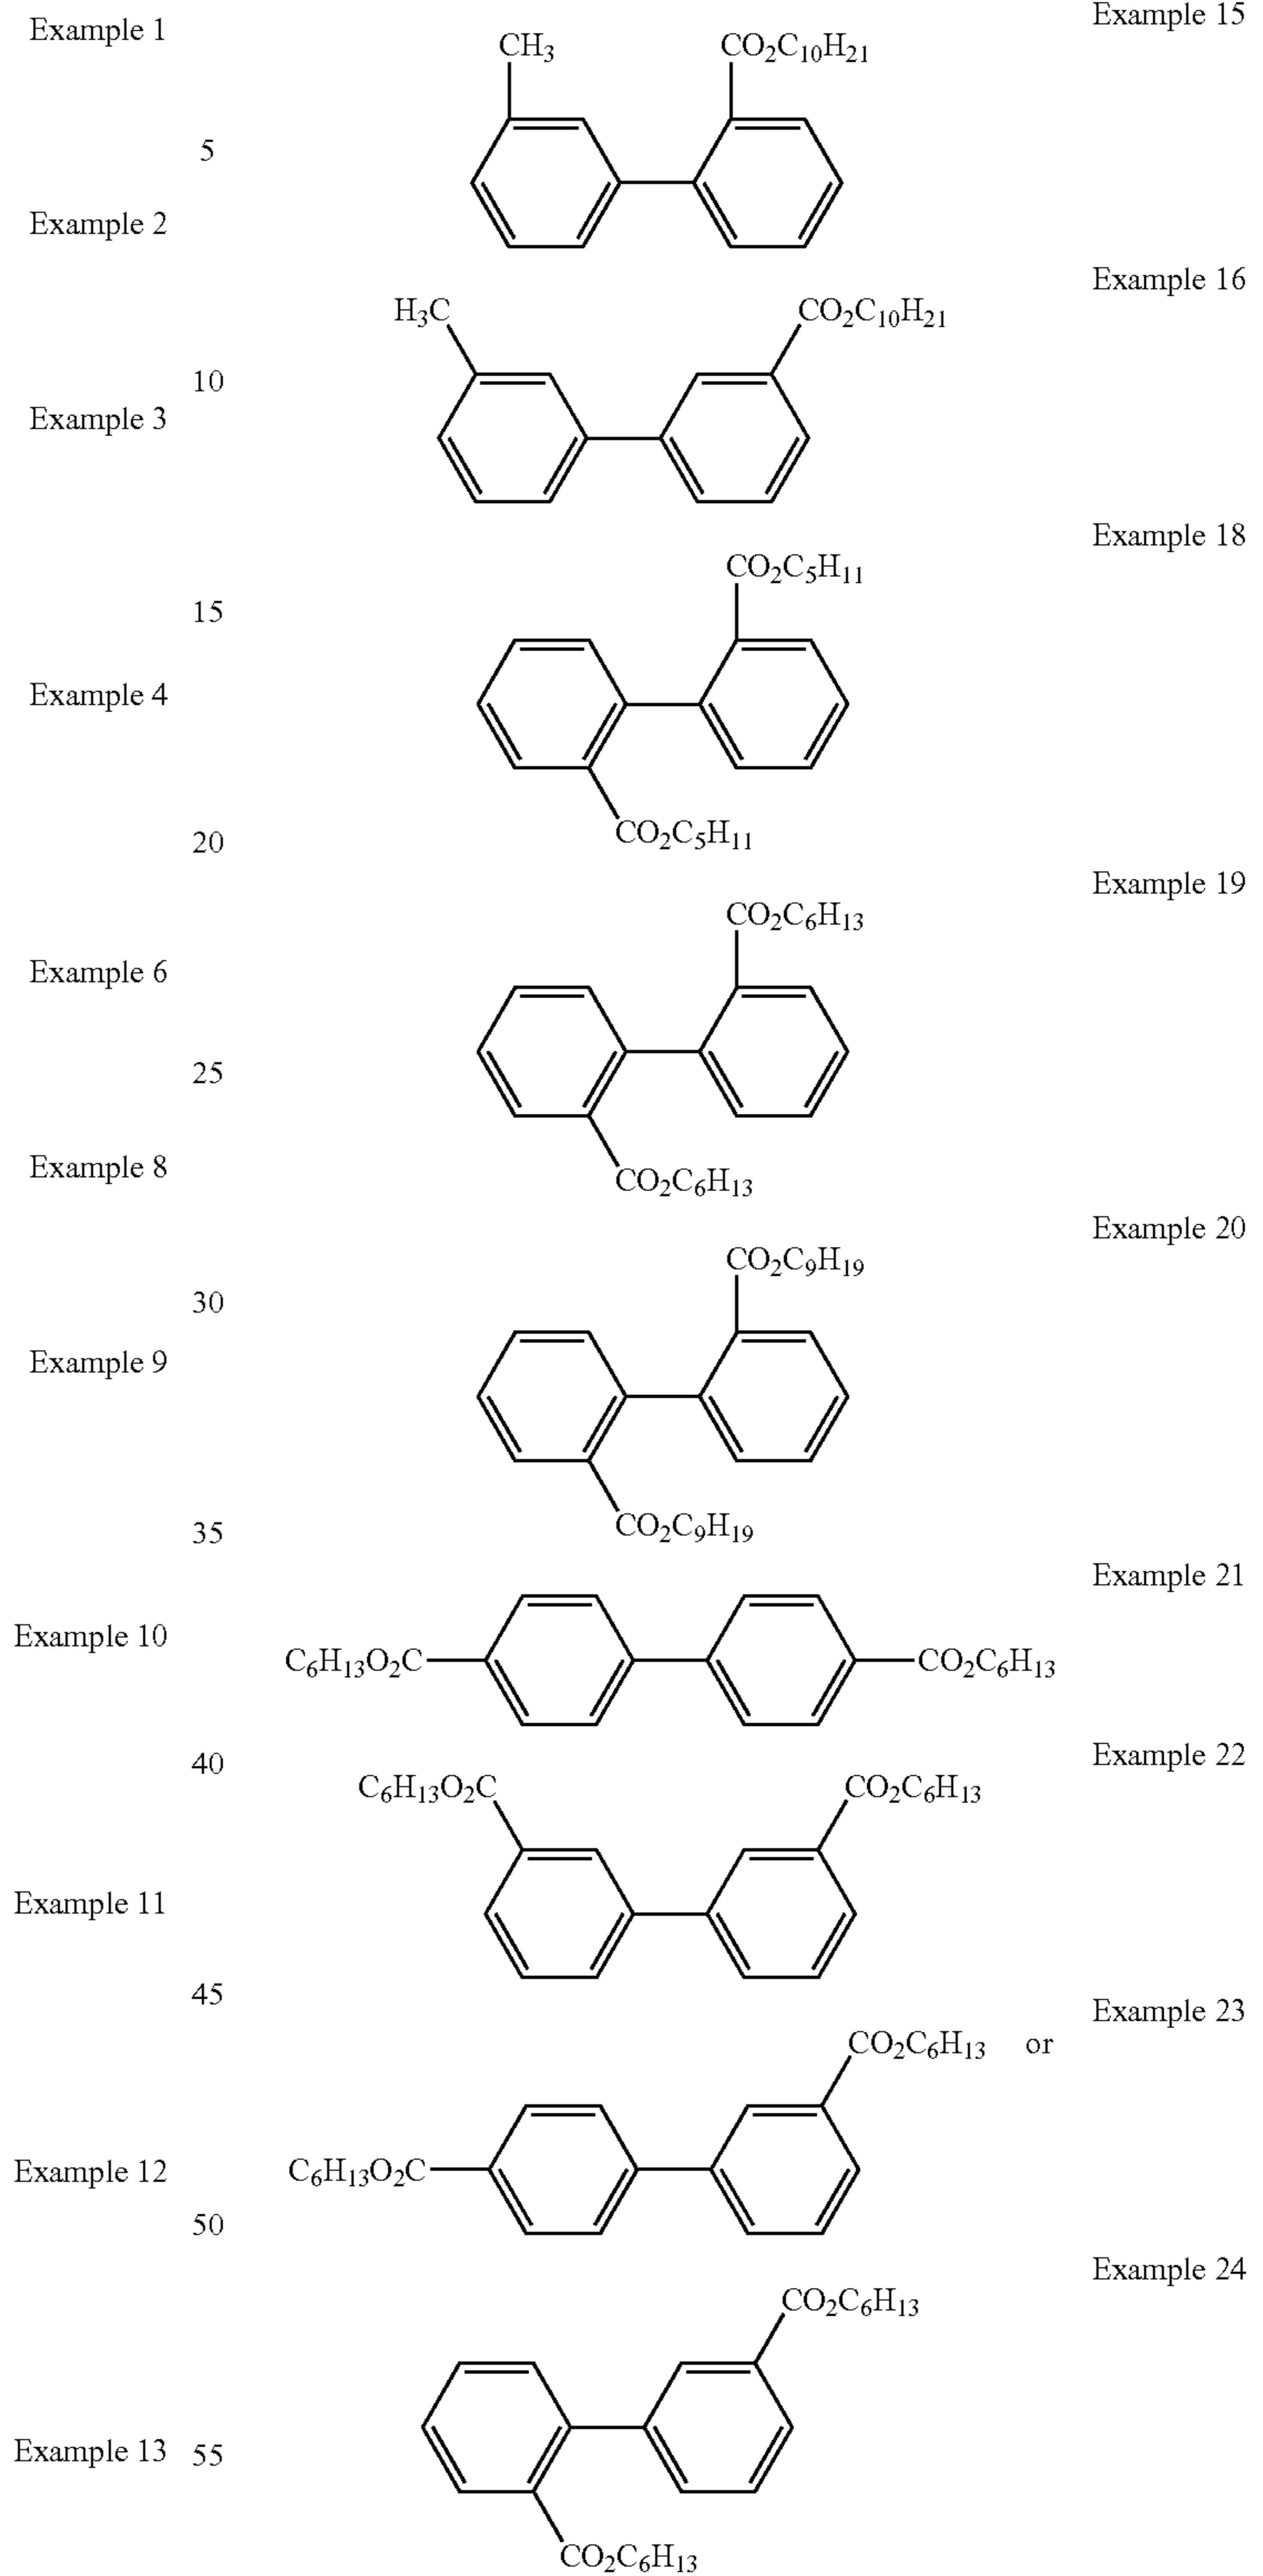 Example 1
Example 15
CH₃
CO₂C₁₀H₂₁
5
Example 2
Example 16
H₃C
CO₂C₁₀H₂₁
10
Example 3
Example 18
CO₂C₅H₁₁
15
Example 4
CO₂C₅H₁₁
20
Example 19
CO₂C₆H₁₃
Example 6
25
Example 8
CO₂C₆H₁₃
Example 20
CO₂C₉H₁₉
30
Example 9
CO₂C₉H₁₉
35
Example 21
Example 10
C₆H₁₃O₂C
CO₂C₆H₁₃
Example 22
40
C₆H₁₃O₂C
CO₂C₆H₁₃
Example 11
45
Example 23
CO₂C₆H₁₃ or
Example 12
C₆H₁₃O₂C
50
Example 24
CO₂C₆H₁₃
Example 13
55
CO₂C₆H₁₃